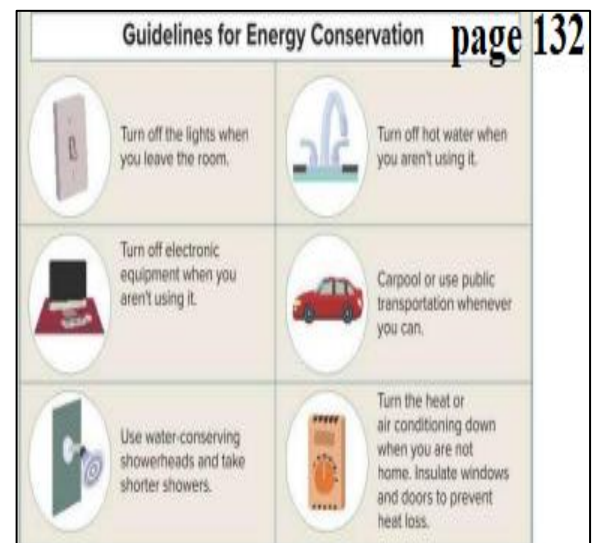 Guidelines for Energy Conservation
page 132
Turn off the lights when
you leave the room.
Turn off hot water when
you aren't using it.
Turn off electronic
equipment when you
aren't using it.
Carpool or use public
transportation whenever
you can.
Use water-conserving
showerheads and take
shorter showers.
Turn the heat or
air conditioning down
when you are not
home. Insulate windows
and doors to prevent
heat loss.